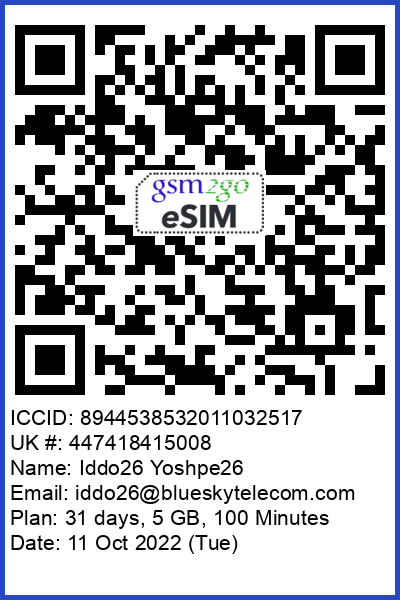 gsm2go
eSIM
ICCID: 8944538532011032517
UK #: 447418415008
Name: Iddo26 Yoshpe26
Email: iddo26@blueskytelecom.com
Plan: 31 days, 5 GB, 100 Minutes
Date: 11 Oct 2022 (Tue)